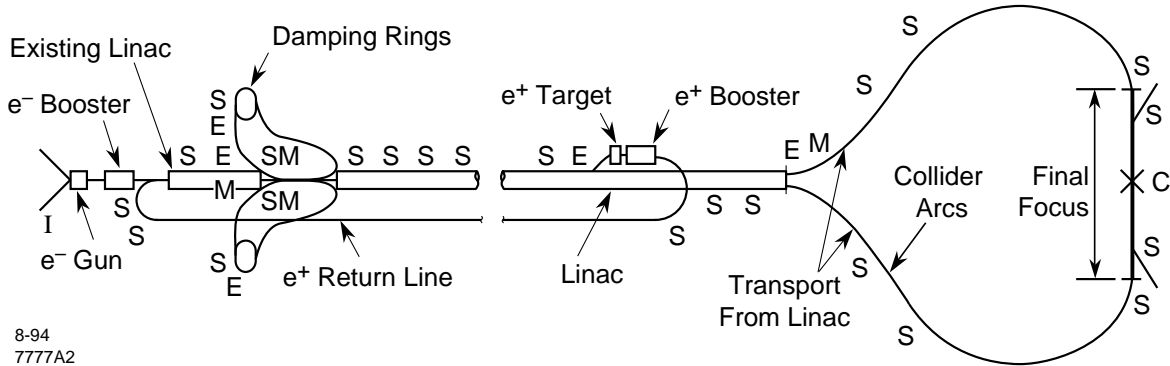 Damping Rings
Existing Linac
e⁻ Booster
e⁺ Target
e⁺ Booster
S
S
S
S
S
S
E
S
E
SM
S
S
S
S
S
E
E
M
M
SM
I
S
S
e⁻ Gun
S
E
e⁺ Return Line
Linac
S
S
S
Transport
From Linac
S
S
Collider
Arcs
Final
Focus
C
S
S
8-94
7777A2